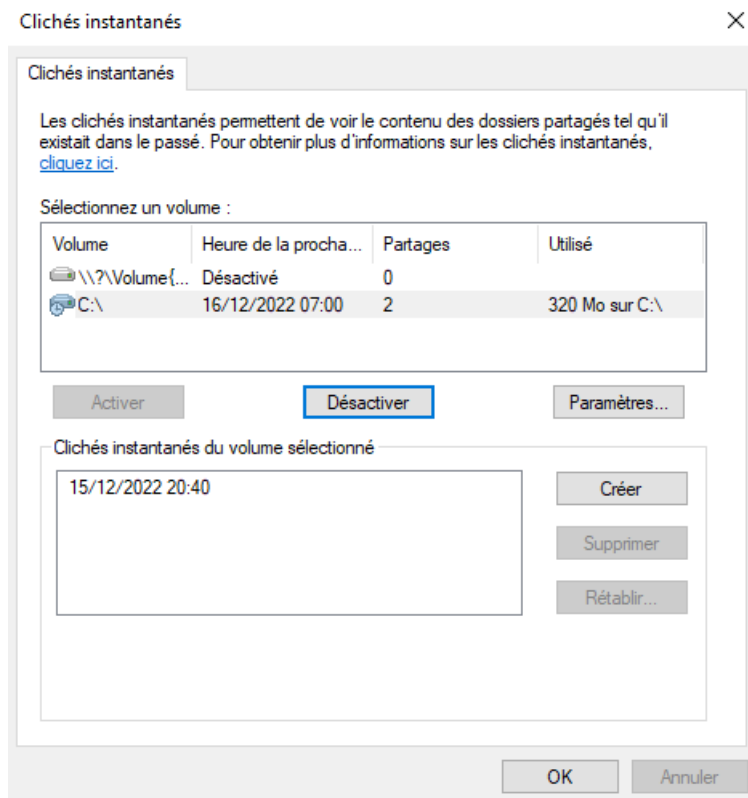 Clichés instantanés
Clichés instantanés
Les clichés instantanés permettent de voir le contenu des dossiers partagés tel qu'il
existait dans le passé. Pour obtenir plus d'informations sur les clichés instantanés,
cliquez ici.
Sélectionnez un volume :
Volume Heure de la procha... Partages Utilisé
\\?\Volume{... Désactivé 0
C:\ 16/12/2022 07:00 2 320 Mo sur C:\
Activer Désactiver Paramètres...
Clichés instantanés du volume sélectionné
15/12/2022 20:40
Créer
Supprimer
Rétablir...
OK Annuler